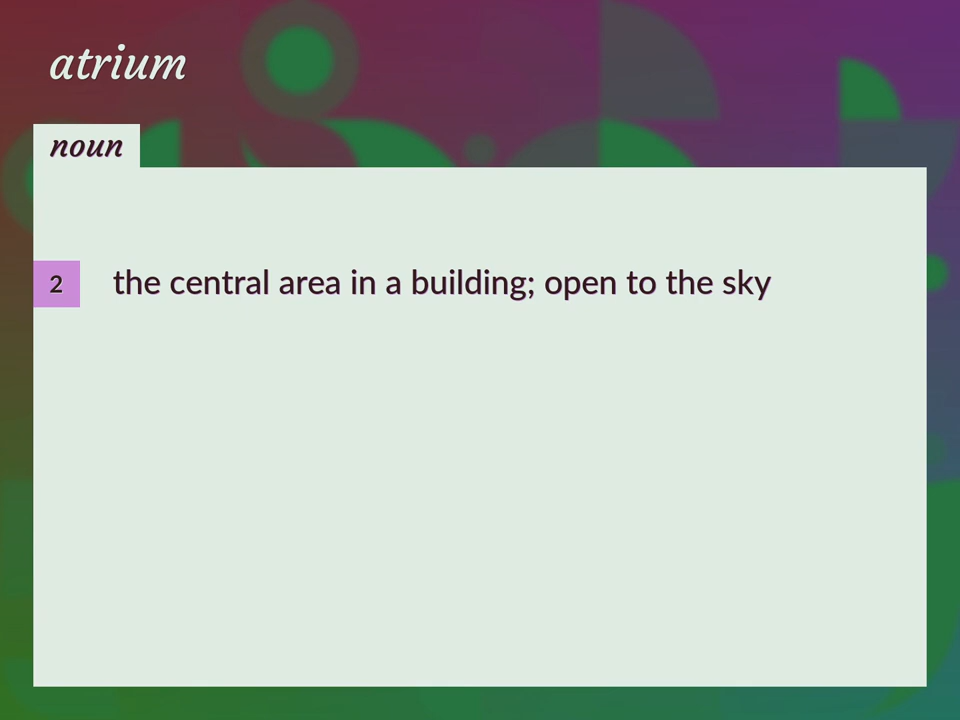 atrium
noun
2
the central area in a building; open to the sky